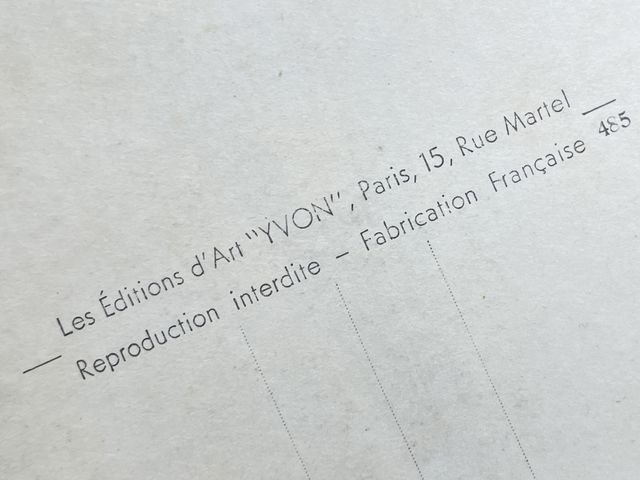 Les Éditions d'Art "YVON", Paris, 15, Rue Martel —
— Reproduction interdite – Fabrication Française 485